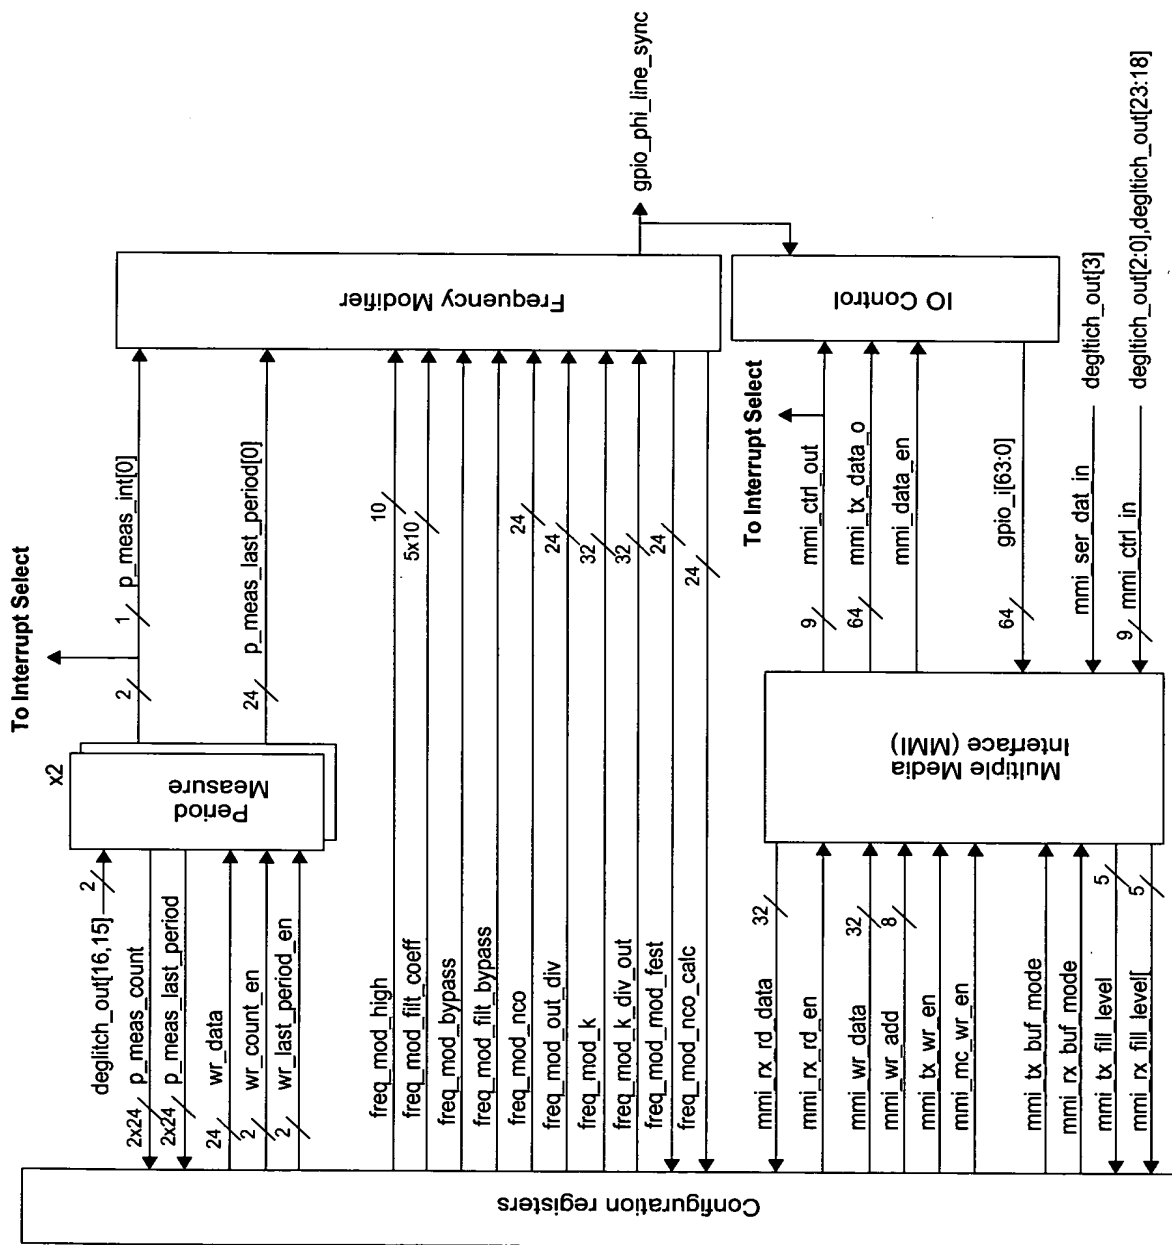 To Interrupt Select
x2
Period
Measure
deglitch_out[16,15]
2
2x24
p_meas_count
2x24
p_meas_last_period
24
wr_data
2
wr_count_en
2
wr_last_period_en
2
1
p_meas_int[0]
24
p_meas_last_period[0]
Frequency Modifier
gpio_phi_line_sync
freq_mod_high
10
freq_mod_filt_coeff
5x10
freq_mod_bypass
freq_mod_filt_bypass
freq_mod_nco
24
freq_mod_out_div
24
freq_mod_k
32
freq_mod_k_div_out
32
freq_mod_mod_fest
24
freq_mod_nco_calc
24
IO Control
To Interrupt Select
9
mmi_ctrl_out
64
mmi_tx_data_o
mmi_data_en
64
gpio_i[63:0]
mmi_ser_dat_in
degltich_out[3]
9
mmi_ctrl_in
degltich_out[2:0],degltich_out[23:18]
Multiple Media
Interface (MMI)
mmi_rx_rd_data
32
mmi_rx_rd_en
mmi_wr_data
32
mmi_wr_add
8
mmi_tx_wr_en
mmi_mc_wr_en
mmi_tx_buf_mode
mmi_rx_buf_mode
mmi_tx_fill_level
5
mmi_rx_fill_level[
5
Configuration registers